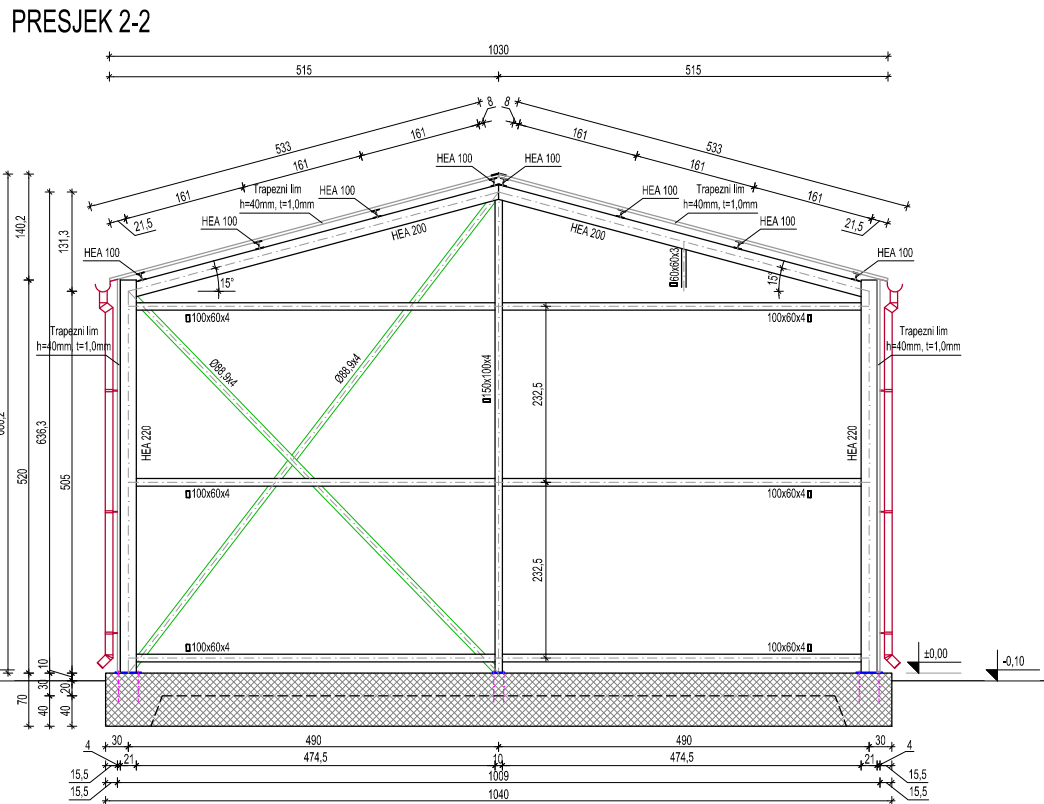 PRESJEK 2-2
1030
515
515
8
8
533
161
161
161
161
161
161
533
HEA 100
HEA 100
21,5
Trapezni lim
h=40mm, t=1,0mm
HEA 100
HEA 100
HEA 100
HEA 100
Trapezni lim
h=40mm, t=1,0mm
HEA 100
HEA 100
21,5
140,2
131,3
HEA 200
HEA 200
15°
15°
60x60x3
100x60x4
100x60x4
Trapezni lim
h=40mm, t=1,0mm
Trapezni lim
h=40mm, t=1,0mm
Ø88,9x4
Ø88,9x4
150x100x4
232,5
HEA 220
HEA 220
520
636,3
505
100x60x4
100x60x4
232,5
100x60x4
100x60x4
±0,00
-0,10
10
30
20
70
40
40
30
490
490
30
4
21
474,5
10
474,5
21
4
15,5
1009
15,5
15,5
1040
15,5